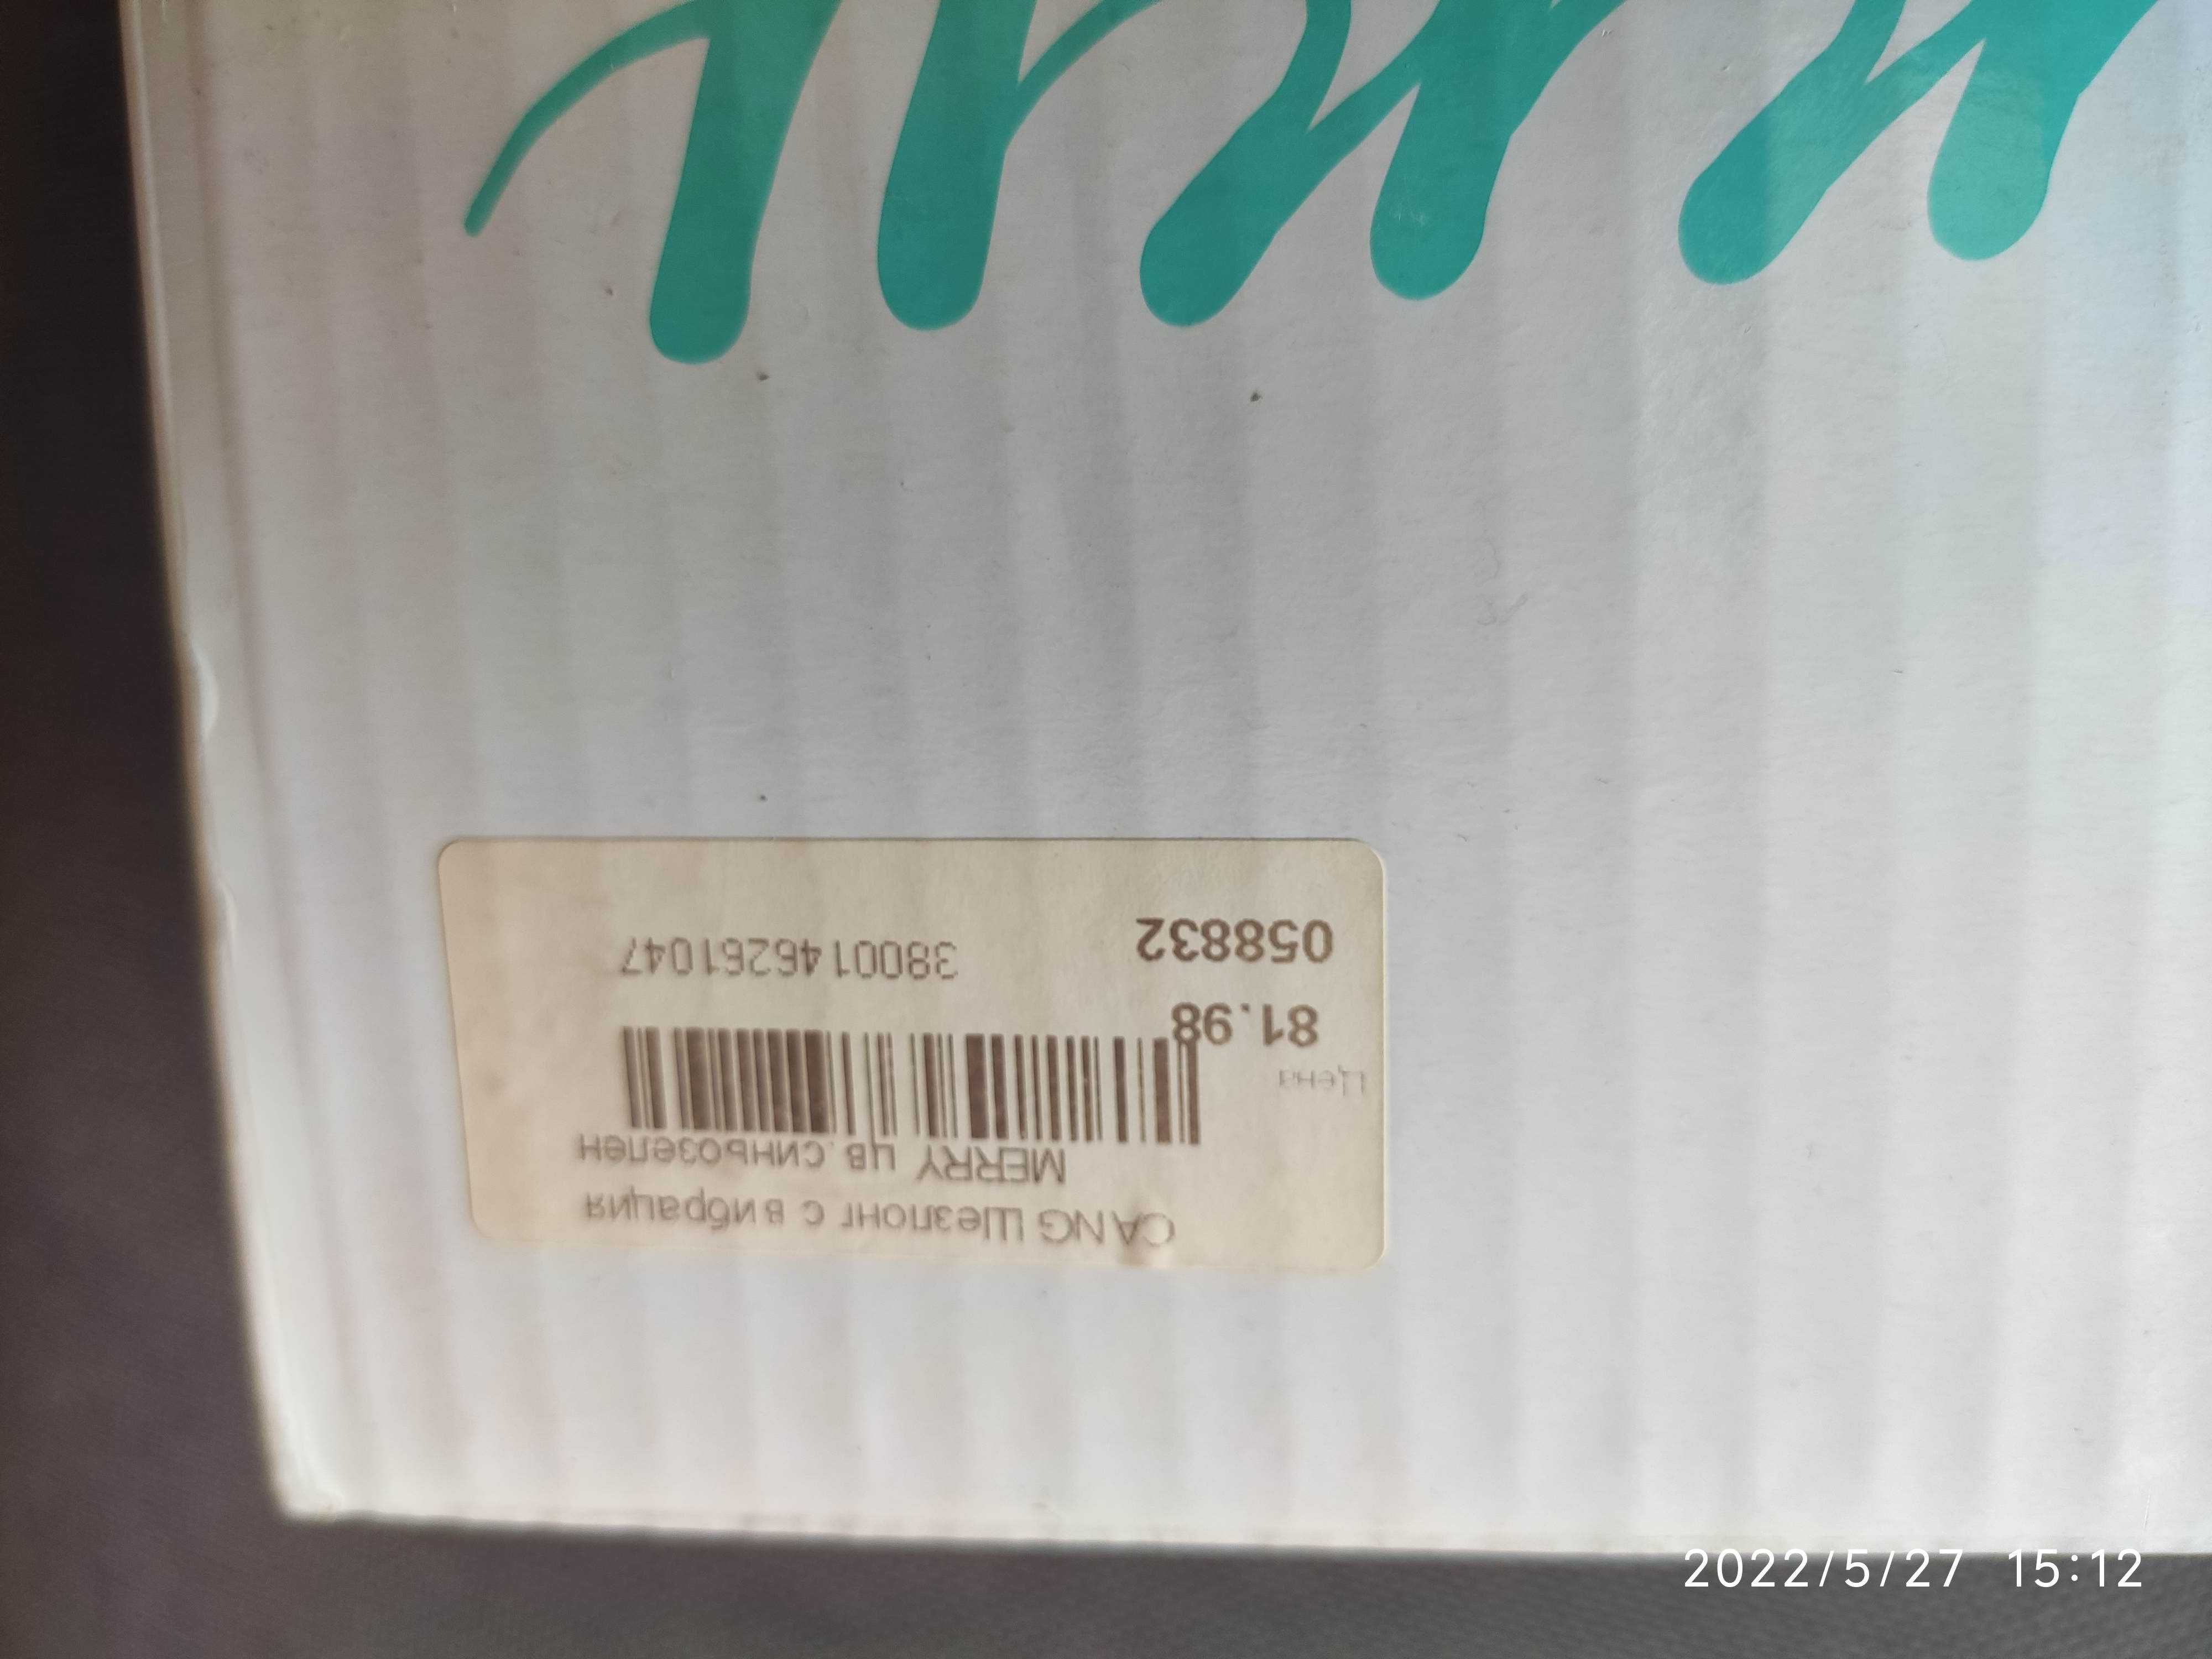 CANG Шезлонг с вибрация
MERRY цв.синьозелен
Цена
81.98
058832
3800146261047
2022/5/27 15:12